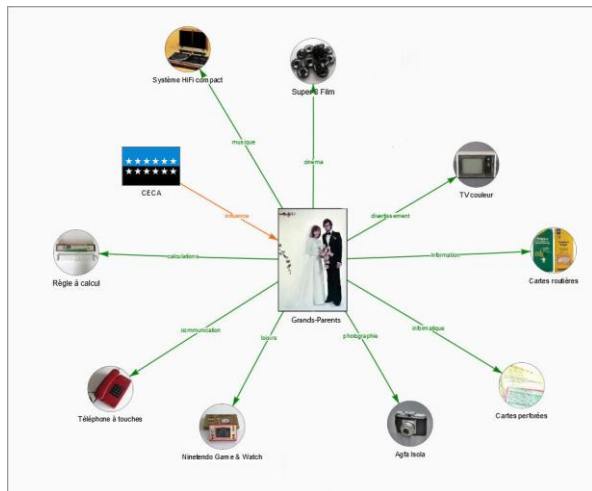 Système HiFi compact
Super 8 Film
musique
cinéma
TV couleur
CECA
influence
divertissement
Règle à calcul
calculations
information
Cartes routières
Grands-Parents
communication
loisirs
photographie
informatique
Téléphone à touches
Ninetendo Game & Watch
Agfa Isola
Cartes perforées